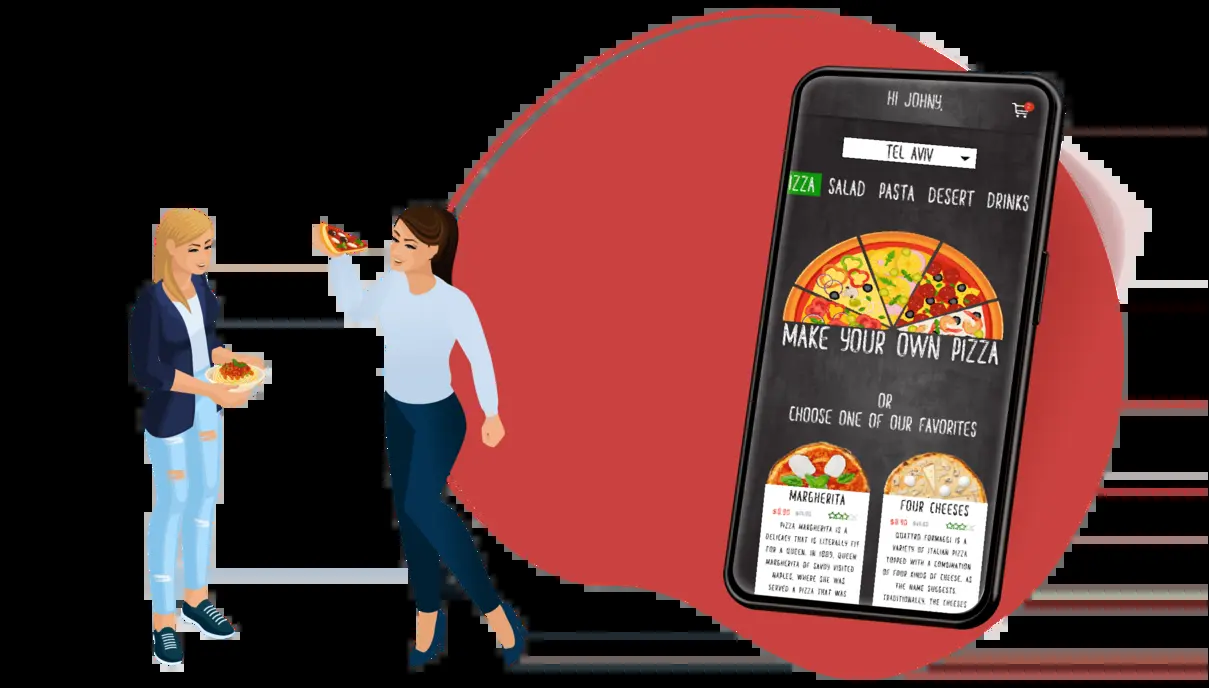 HI JOHNY,
2
TEL AVIV
IZZA SALAD PASTA DESERT DRINKS
MAKE YOUR OWN PIZZA
OR
CHOOSE ONE OF OUR FAVORITES
MARGHERITA
PIZZA MARGHERITA IS A
DELICACY THAT IS LITERALLY FIT
FOR A QUEEN. IN 1889, QUEEN
MARGHERITA OF SAVOY VISITED
NAPLES, WHERE SHE WAS
SERVED A PIZZA THAT WAS
FOUR CHEESES
QUATTRO FORMAGGI IS A
VARIETY OF ITALIAN PIZZA
TOPPED WITH A COMBINATION
OF FOUR KINDS OF CHEESE. AS
THE NAME SUGGESTS.
TRADITIONALLY, THE CHEESES